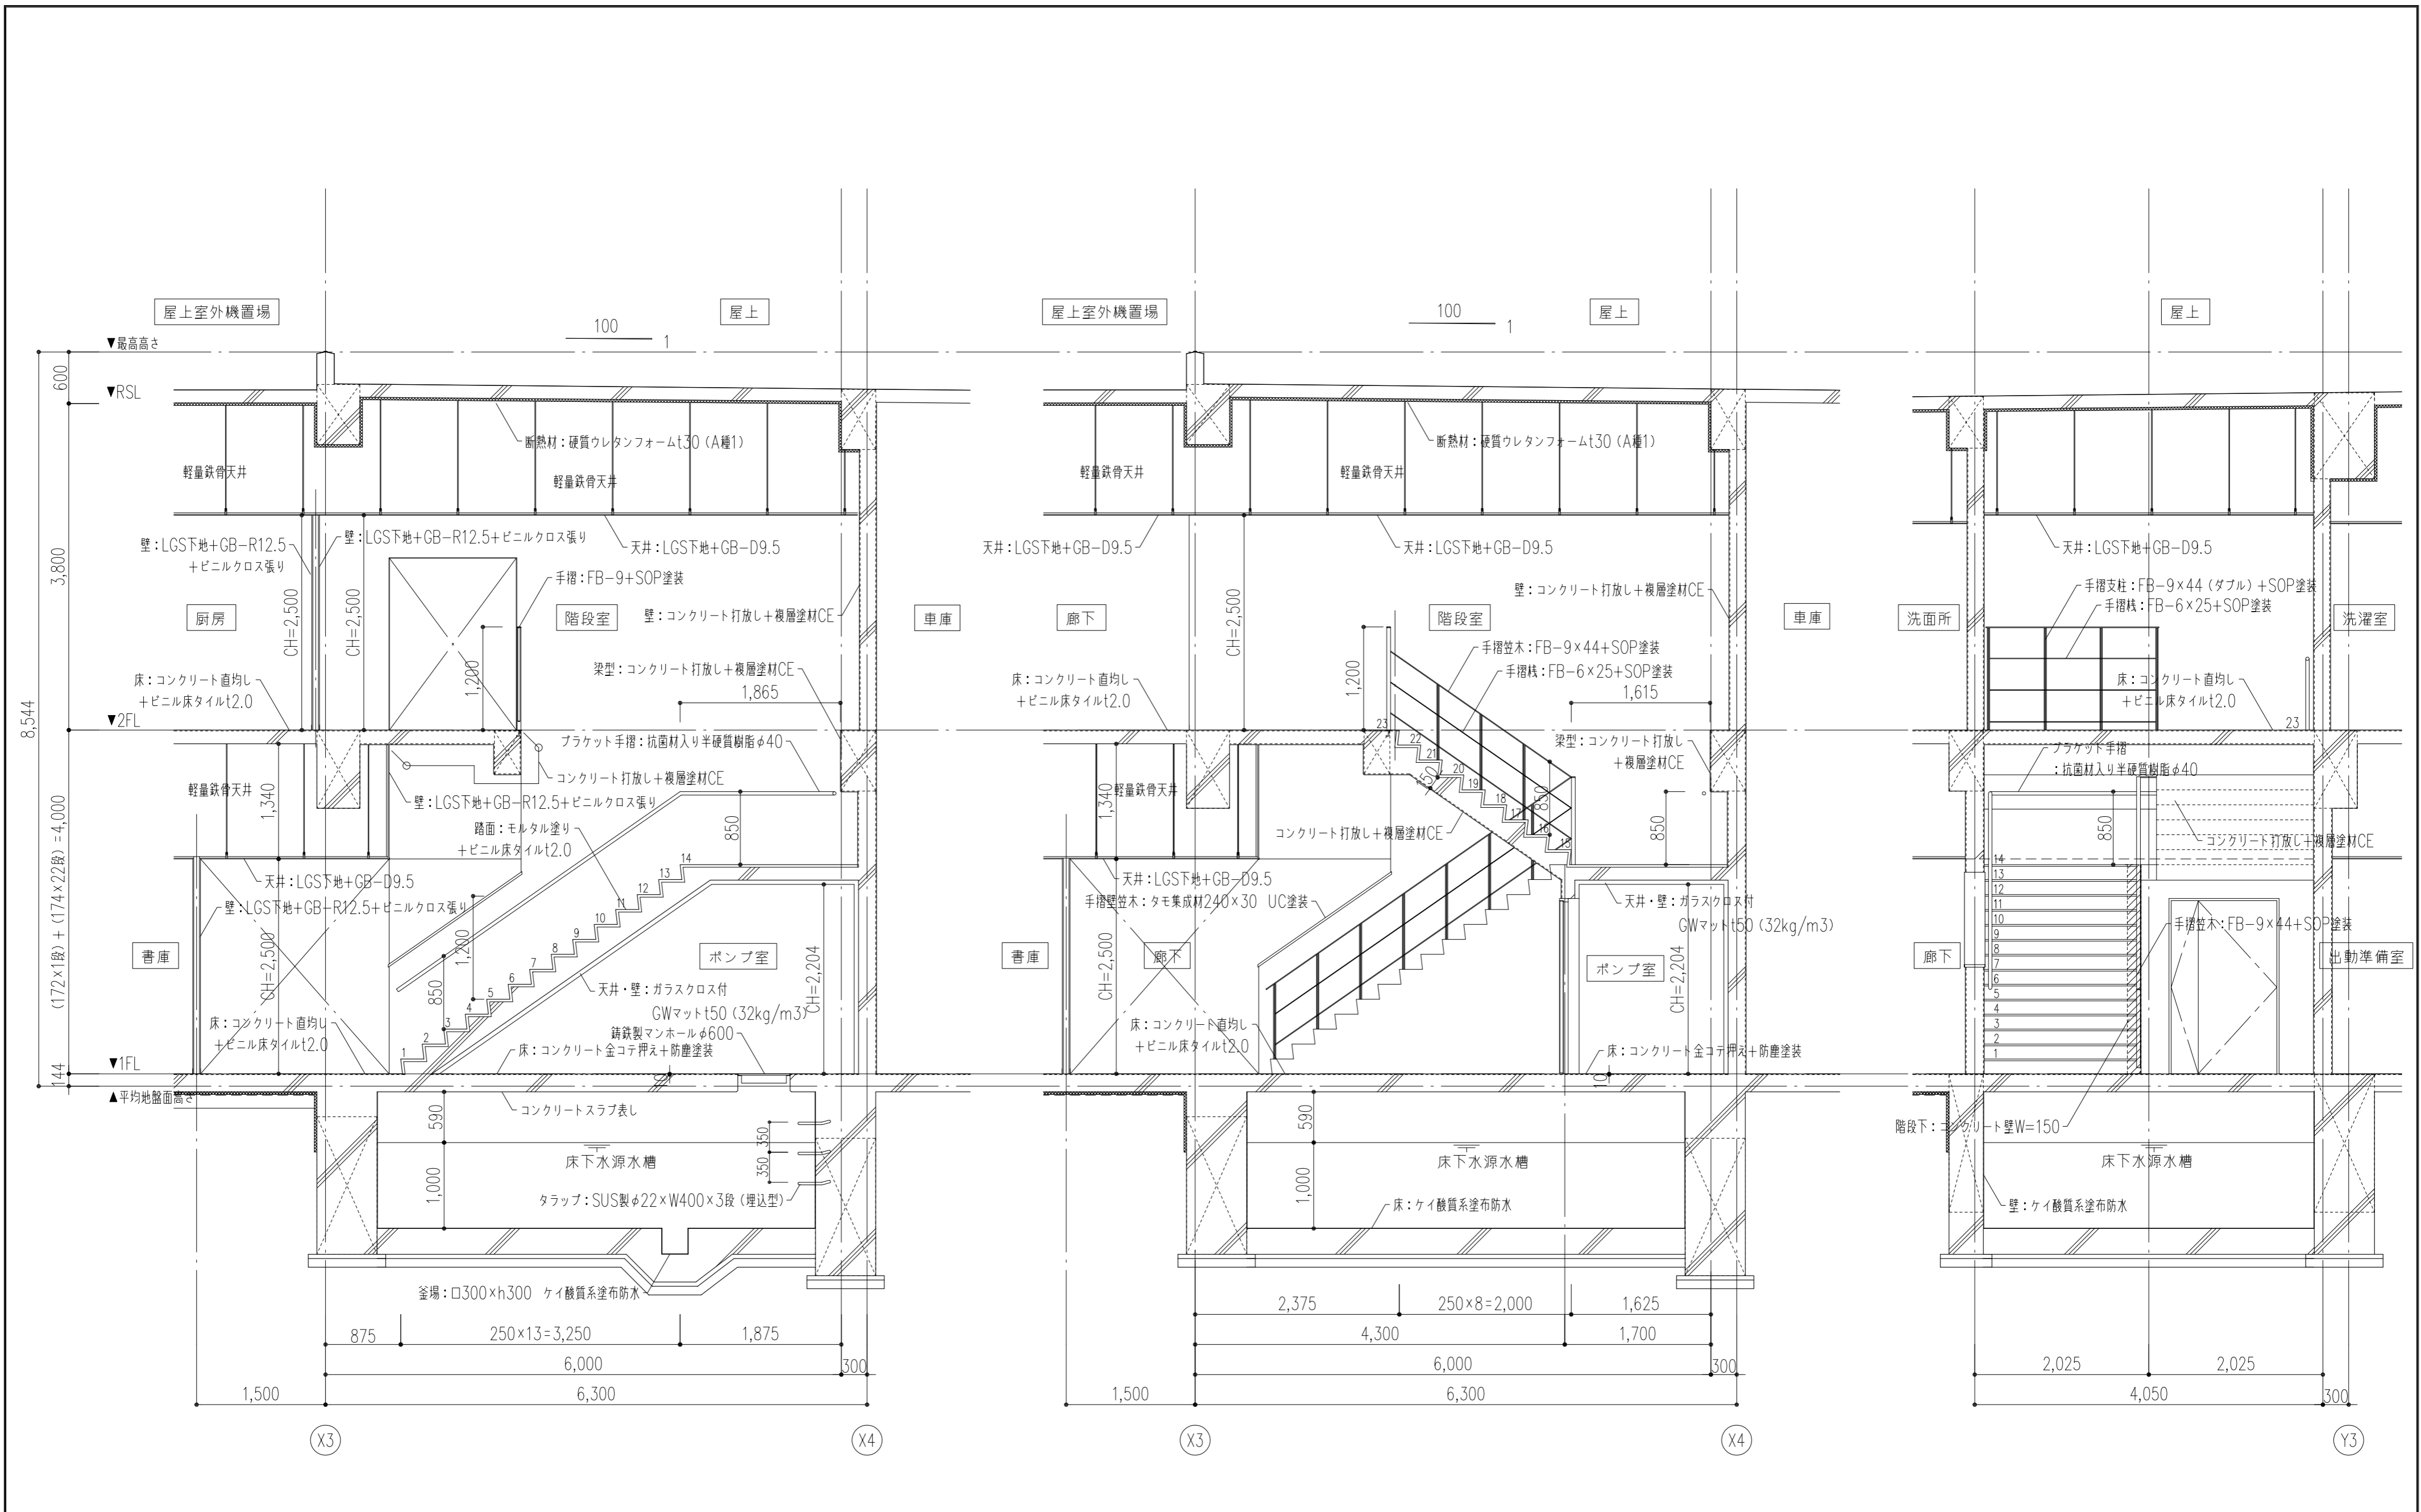 屋上室外機置場
屋上
100
1
▼最高高さ
600
▼RSL
断熱材：硬質ウレタンフォームt30（A種1）
軽量鉄骨天井
軽量鉄骨天井
壁：LGS下地+GB-R12.5
+ビニルクロス張り
壁：LGS下地+GB-R12.5+ビニルクロス張り
天井：LGS下地+GB-D9.5
手摺：FB-9+SOP塗装
3,800
CH=2,500
CH=2,500
厨房
階段室
壁：コンクリート打放し+複層塗材CE
車庫
1,200
梁型：コンクリート打放し+複層塗材CE
床：コンクリート直均し
+ビニル床タイルt2.0
1,865
8,544
▼2FL
ブラケット手摺：抗菌材入り半硬質樹脂φ40
コンクリート打放し+複層塗材CE
軽量鉄骨天井
1,340
壁：LGS下地+GB-R12.5+ビニルクロス張り
踏面：モルタル塗り
+ビニル床タイルt2.0
850
(172×1段) + (174×22段) =4,000
天井：LGS下地+GB-D9.5
壁：LGS下地+GB-R12.5+ビニルクロス張り
1
2
3
4
5
6
7
8
9
10
11
12
13
14
書庫
CH=2,500
1,200
850
ポンプ室
CH=2,204
天井・壁：ガラスクロス付
GWマットt50（32kg/m3）
床：コンクリート直均し
+ビニル床タイルt2.0
鋳鉄製マンホールφ600
床：コンクリート金コテ押え+防塵塗装
▼1FL
144
10
▲平均地盤面高さ
コンクリートスラブ表し
590
350
350
床下水源水槽
1,000
タラップ：SUS製φ22×W400×3段（埋込型）
釜場：□300×h300　ケイ酸質系塗布防水
875
250×13=3,250
1,875
6,000
300
1,500
6,300
X3
X4
屋上室外機置場
100
1
屋上
断熱材：硬質ウレタンフォームt30（A種1）
軽量鉄骨天井
軽量鉄骨天井
天井：LGS下地+GB-D9.5
天井：LGS下地+GB-D9.5
CH=2,500
壁：コンクリート打放し+複層塗材CE
廊下
階段室
車庫
手摺笠木：FB-9×44+SOP塗装
手摺桟：FB-6×25+SOP塗装
1,200
床：コンクリート直均し
+ビニル床タイルt2.0
1,615
梁型：コンクリート打放し
+複層塗材CE
23
22
21
20
19
18
17
16
15
150
850
850
軽量鉄骨天井
1,340
コンクリート打放し+複層塗材CE
天井：LGS下地+GB-D9.5
手摺壁笠木：タモ集成材240×30　UC塗装
天井・壁：ガラスクロス付
GWマットt50（32kg/m3）
書庫
廊下
CH=2,500
ポンプ室
CH=2,204
床：コンクリート直均し
+ビニル床タイルt2.0
床：コンクリート金コテ押え+防塵塗装
10
590
床下水源水槽
1,000
床：ケイ酸質系塗布防水
2,375
250×8=2,000
1,625
4,300
1,700
6,000
300
1,500
6,300
X3
X4
屋上
天井：LGS下地+GB-D9.5
手摺支柱：FB-9×44（ダブル）+SOP塗装
手摺桟：FB-6×25+SOP塗装
洗面所
洗濯室
床：コンクリート直均し
+ビニル床タイルt2.0
23
ブラケット手摺
：抗菌材入り半硬質樹脂φ40
850
コンクリート打放し+複層塗材CE
14
13
12
11
10
9
8
7
6
5
4
3
2
1
手摺笠木：FB-9×44+SOP塗装
廊下
出動準備室
階段下：コンクリート壁W=150
床下水源水槽
壁：ケイ酸質系塗布防水
2,025
2,025
4,050
300
Y3